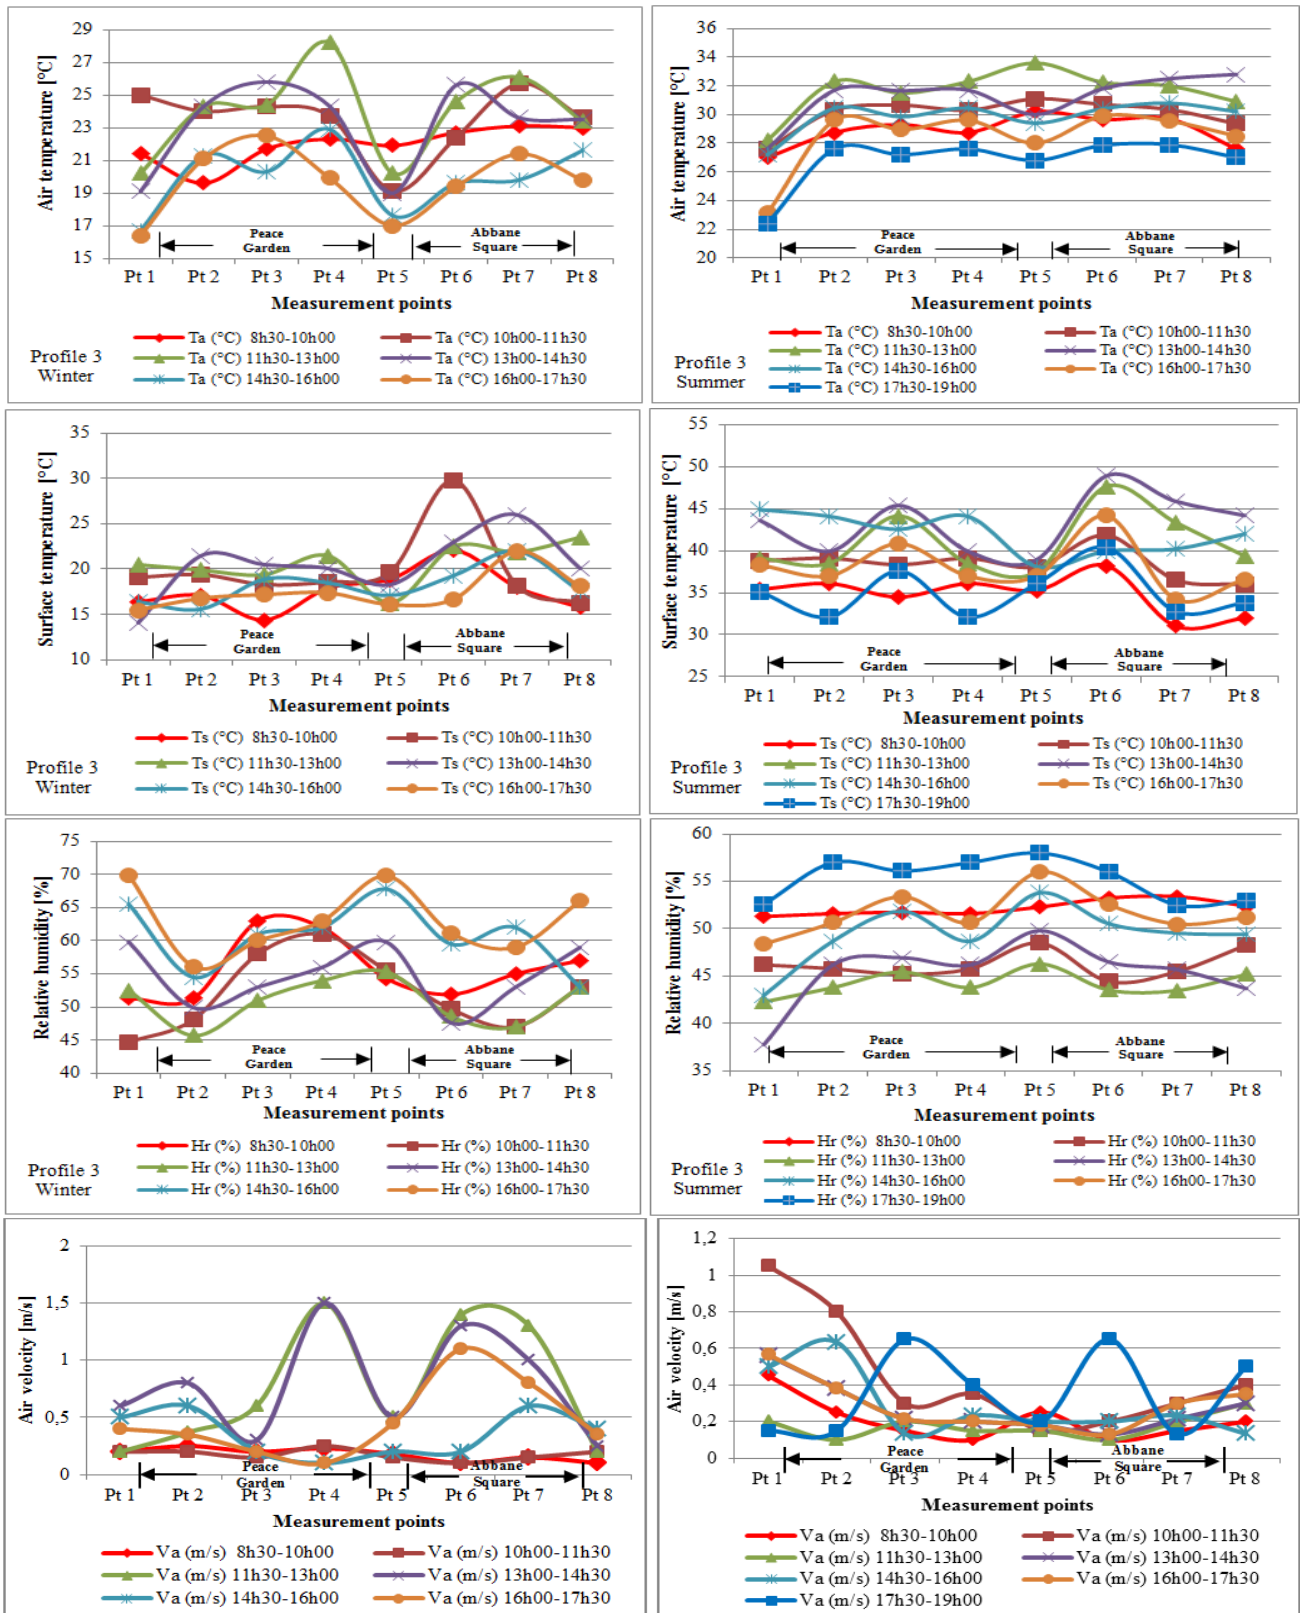 Air temperature [°C]
29
27
25
23
21
19
17
15
Peace
Garden
Abbane
Square
Pt 1 Pt 2 Pt 3 Pt 4 Pt 5 Pt 6 Pt 7 Pt 8
Measurement points
Profile 3
Winter
Ta (°C) 8h30-10h00 Ta (°C) 10h00-11h30
Ta (°C) 11h30-13h00 Ta (°C) 13h00-14h30
Ta (°C) 14h30-16h00 Ta (°C) 16h00-17h30
Air temperature [°C]
36
34
32
30
28
26
24
22
20
Peace
Garden
Abbane
Square
Pt 1 Pt 2 Pt 3 Pt 4 Pt 5 Pt 6 Pt 7 Pt 8
Measurement points
Profile 3
Summer
Ta (°C) 8h30-10h00 Ta (°C) 10h00-11h30
Ta (°C) 11h30-13h00 Ta (°C) 13h00-14h30
Ta (°C) 14h30-16h00 Ta (°C) 16h00-17h30
Ta (°C) 17h30-19h00
Surface temperature [°C]
35
30
25
20
15
10
Peace
Garden
Abbane
Square
Pt 1 Pt 2 Pt 3 Pt 4 Pt 5 Pt 6 Pt 7 Pt 8
Measurement points
Profile 3
Winter
Ts (°C) 8h30-10h00 Ts (°C) 10h00-11h30
Ts (°C) 11h30-13h00 Ts (°C) 13h00-14h30
Ts (°C) 14h30-16h00 Ts (°C) 16h00-17h30
Surface temperature [°C]
55
50
45
40
35
30
25
Peace
Garden
Abbane
Square
Pt 1 Pt 2 Pt 3 Pt 4 Pt 5 Pt 6 Pt 7 Pt 8
Measurement points
Profile 3
Summer
Ts (°C) 8h30-10h00 Ts (°C) 10h00-11h30
Ts (°C) 11h30-13h00 Ts (°C) 13h00-14h30
Ts (°C) 14h30-16h00 Ts (°C) 16h00-17h30
Ts (°C) 17h30-19h00
Relative humidity [%]
75
70
65
60
55
50
45
40
Peace
Garden
Abbane
Square
Pt 1 Pt 2 Pt 3 Pt 4 Pt 5 Pt 6 Pt 7 Pt 8
Measurement points
Profile 3
Winter
Hr (%) 8h30-10h00 Hr (%) 10h00-11h30
Hr (%) 11h30-13h00 Hr (%) 13h00-14h30
Hr (%) 14h30-16h00 Hr (%) 16h00-17h30
Relative humidity [%]
60
55
50
45
40
35
Peace
Garden
Abbane
Square
Pt 1 Pt 2 Pt 3 Pt 4 Pt 5 Pt 6 Pt 7 Pt 8
Measurement points
Profile 3
Summer
Hr (%) 8h30-10h00 Hr (%) 10h00-11h30
Hr (%) 11h30-13h00 Hr (%) 13h00-14h30
Hr (%) 14h30-16h00 Hr (%) 16h00-17h30
Hr (%) 17h30-19h00
Air velocity [m/s]
2
1,5
1
0,5
0
Peace
Garden
Abbane
Square
Pt 1 Pt 2 Pt 3 Pt 4 Pt 5 Pt 6 Pt 7 Pt 8
Measurement points
Va (m/s) 8h30-10h00 Va (m/s) 10h00-11h30
Va (m/s) 11h30-13h00 Va (m/s) 13h00-14h30
Va (m/s) 14h30-16h00 Va (m/s) 16h00-17h30
Air velocity [m/s]
1,2
1
0,8
0,6
0,4
0,2
0
Peace
Garden
Abbane
Square
Pt 1 Pt 2 Pt 3 Pt 4 Pt 5 Pt 6 Pt 7 Pt 8
Measurement points
Va (m/s) 8h30-10h00 Va (m/s) 10h00-11h30
Va (m/s) 11h30-13h00 Va (m/s) 13h00-14h30
Va (m/s) 14h30-16h00 Va (m/s) 16h00-17h30
Va (m/s) 17h30-19h00